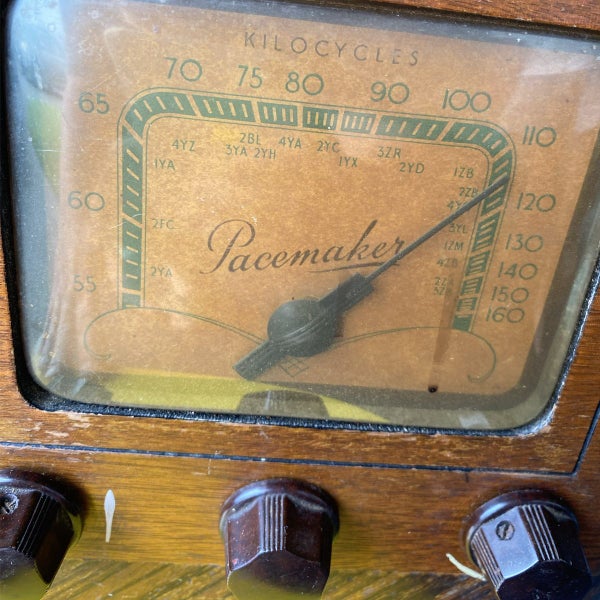 KILOCYCLES
70 75 80 90 100
65 110
4YZ 2BL 4YA 2YC 3ZR
1YA 3YA 2YH 1YX 2YD 1ZB
2ZB
60 120
2FC 3YL
Pacemaker
1ZM 130
2YA 140
55 150
160